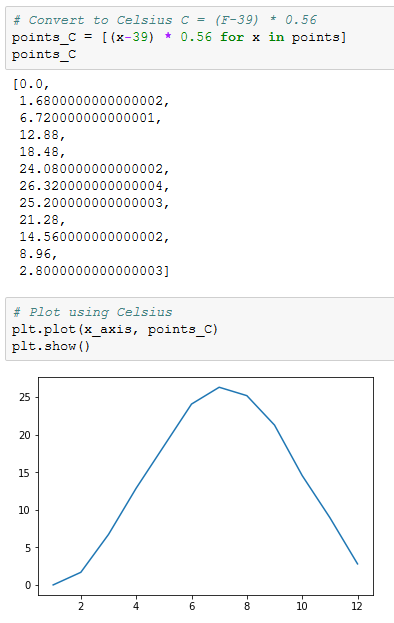 # Convert to Celsius C = (F-39) * 0.56
points_C = [(x-39) * 0.56 for x in points]
points_C
[0.0,
1.6800000000000002,
6.720000000000001,
12.88,
18.48,
24.080000000000002,
26.320000000000004,
25.200000000000003,
21.28,
14.560000000000002,
8.96,
2.8000000000000003]
# Plot using Celsius
plt.plot(x_axis, points_C)
plt.show()
25
20
15
10
5
0
2 4 6 8 10 12